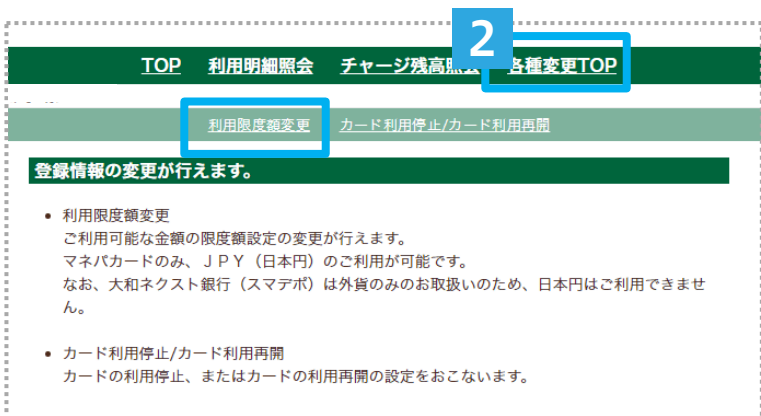 2
TOP 利用明細照会 チャージ残高照会 各種変更TOP
利用限度額変更 カード利用停止/カード利用再開
登録情報の変更が行えます。
• 利用限度額変更
ご利用可能な金額の限度額設定の変更が行えます。
マネパカードのみ、ＪＰＹ（日本円）のご利用が可能です。
なお、大和ネクスト銀行（スマデポ）は外貨のみのお取扱いのため、日本円はご利用できませ
ん。
• カード利用停止/カード利用再開
カードの利用停止、またはカードの利用再開の設定をおこないます。